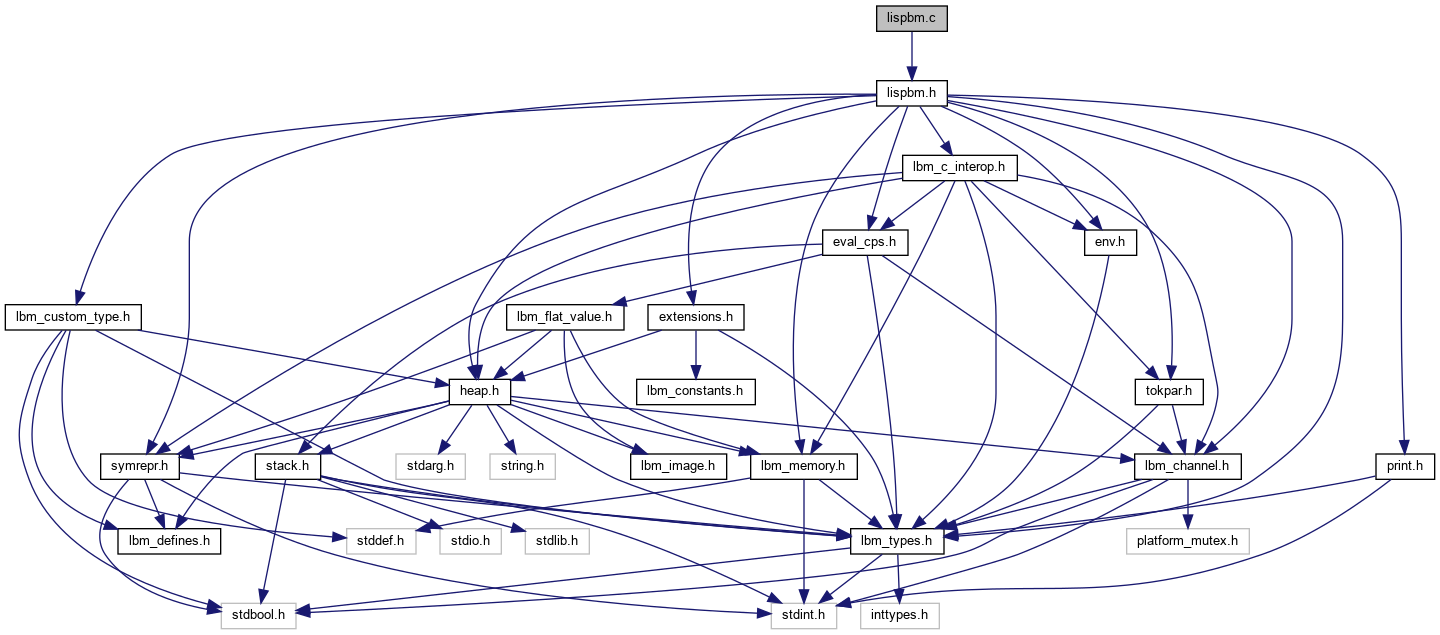 lispbm.c
lispbm.h
lbm_c_interop.h
eval_cps.h
env.h
lbm_custom_type.h
lbm_flat_value.h
extensions.h
heap.h
lbm_constants.h
tokpar.h
symrepr.h
stack.h
stdarg.h
string.h
lbm_image.h
lbm_memory.h
lbm_channel.h
print.h
lbm_defines.h
stddef.h
stdio.h
stdlib.h
lbm_types.h
platform_mutex.h
stdbool.h
stdint.h
inttypes.h